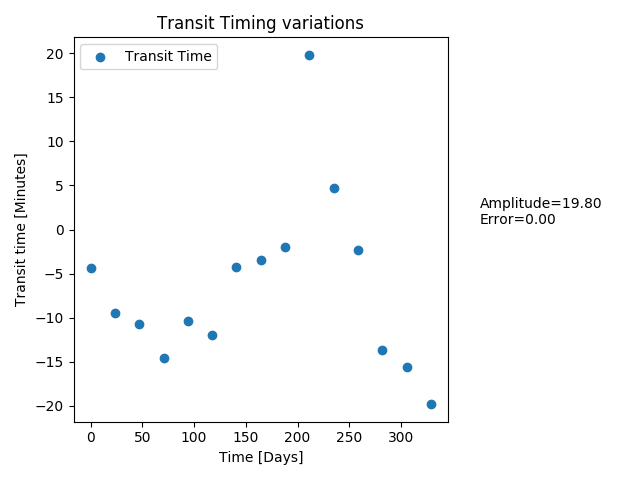 Transit Timing variations
Transit Time
Transit time [Minutes]
20
15
10
5
0
−5
−10
−15
−20
0 50 100 150 200 250 300
Time [Days]
Amplitude=19.80
Error=0.00